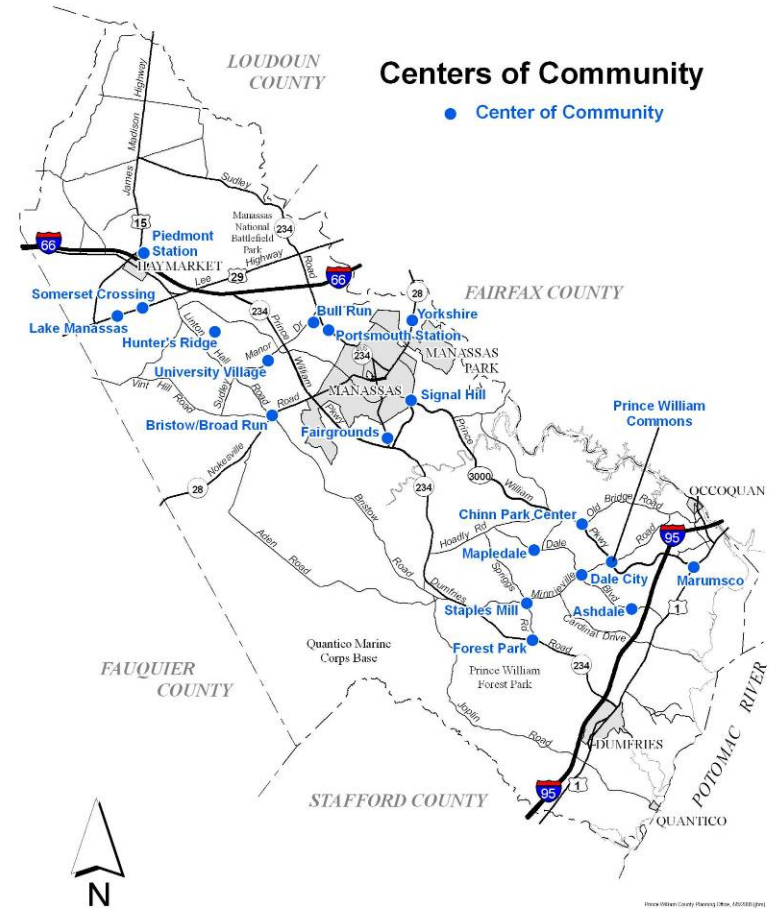 Centers of Community
Center of Community
LOUDOUN
COUNTY
James Madison Highway
Sudley
234
Road
Manassas
National
Battlefield
Park
15
66
Piedmont
Station
HAYMARKET
Lee
29
Highway
66
Somerset Crossing
Lake Manassas
234
Prince
William
Pkwy
28
FAIRFAX COUNTY
Bull Run
Yorkshire
Portsmouth Station
Linton
Hall
Road
Hunter's Ridge
234
MANASSAS
PARK
Sudley
Manor
Dr
University Village
Vint Hill
Road
MANASSAS
Signal Hill
Prince William
Commons
Bristow/Broad Run
Road
Fairgrounds
Nokesville
28
234
Prince
3000
William
Pkwy
Old
Bridge
Road
OCCOQUAN
Chinn Park Center
Hoadly Rd
95
Bristow
Road
Aden
Road
Mapledale
Dale
Blvd
Spriggs
Rd
Minnieville
Road
Dale City
Marumsco
Dumfries
Road
Staples Mill
Ashdale
1
Cardinal Drive
Forest Park
234
Quantico Marine
Corps Base
Prince William
Forest Park
FAUQUIER
COUNTY
Joplin
Road
DUMFRIES
POTOMAC RIVER
95
1
STAFFORD COUNTY
QUANTICO
N